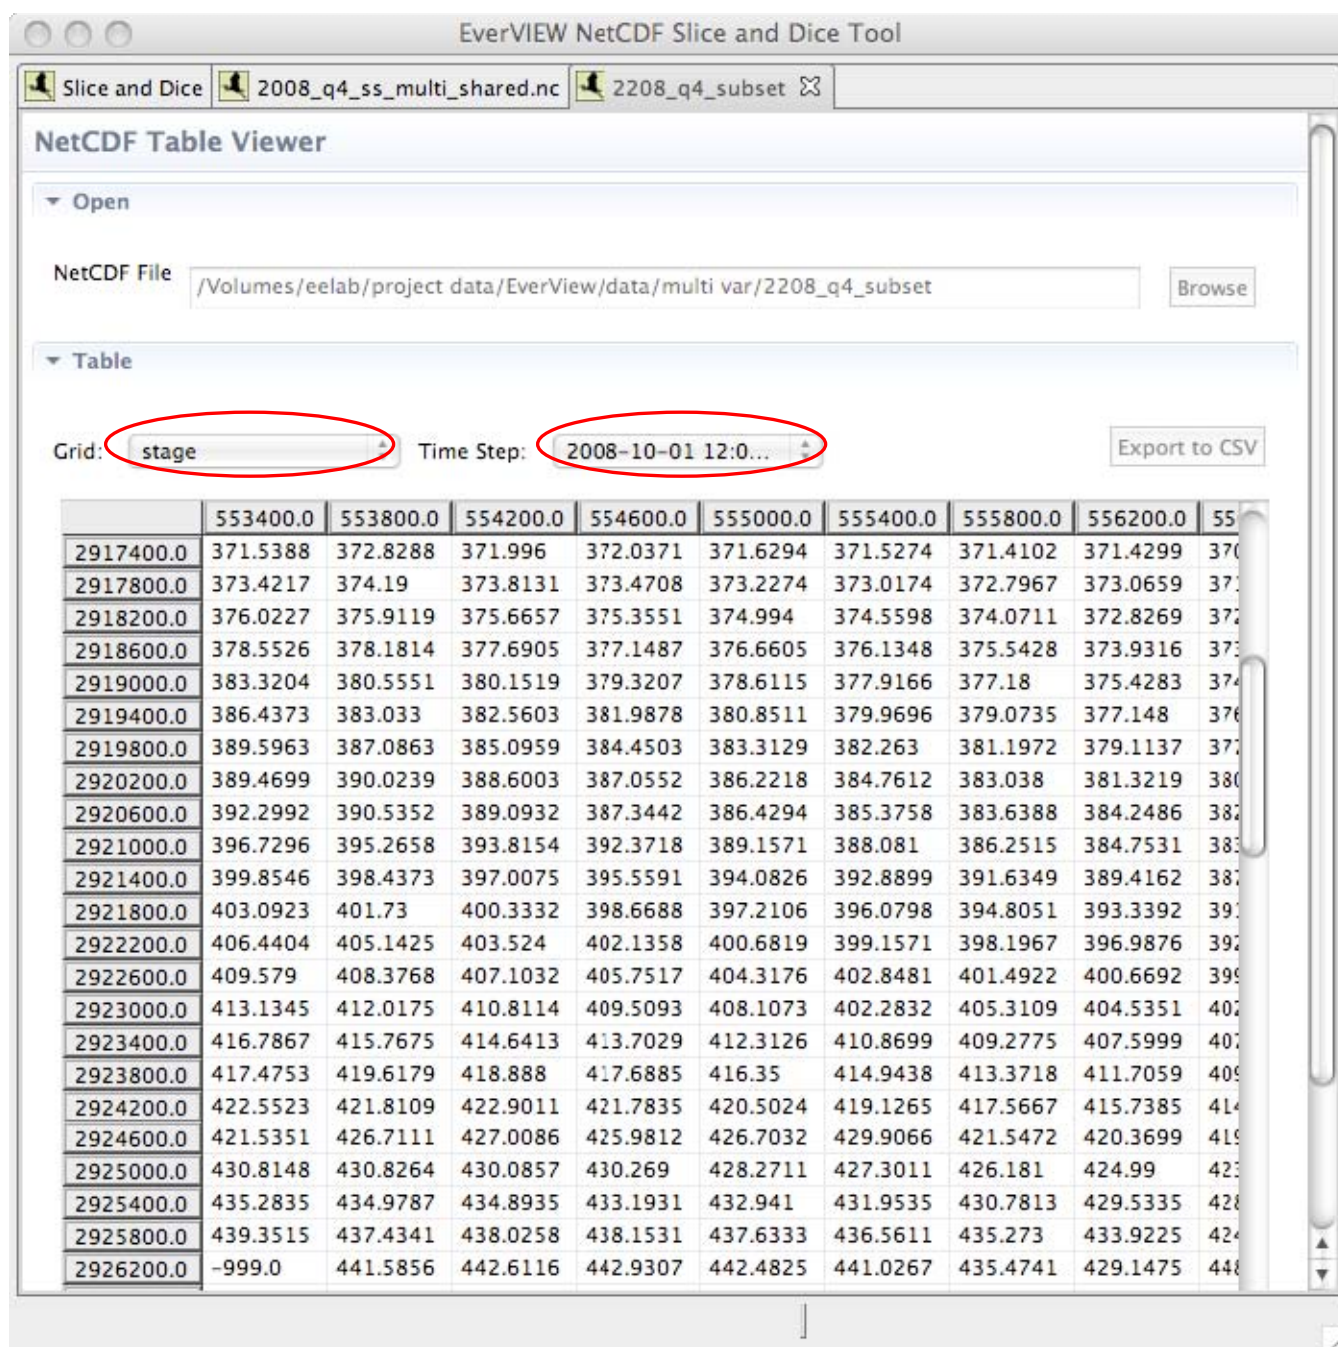 EverVIEW NetCDF Slice and Dice Tool
Slice and Dice 2008_q4_ss_multi_shared.nc 2208_q4_subset
NetCDF Table Viewer
Open
NetCDF File /Volumes/eelab/project data/EverView/data/multi var/2208_q4_subset Browse
Table
Grid: stage Time Step: 2008-10-01 12:0... Export to CSV
553400.0 553800.0 554200.0 554600.0 555000.0 555400.0 555800.0 556200.0 55
2917400.0 371.5388 372.8288 371.996 372.0371 371.6294 371.5274 371.4102 371.4299 370
2917800.0 373.4217 374.19 373.8131 373.4708 373.2274 373.0174 372.7967 373.0659 37
2918200.0 376.0227 375.9119 375.6657 375.3551 374.994 374.5598 374.0711 372.8269 372
2918600.0 378.5526 378.1814 377.6905 377.1487 376.6605 376.1348 375.5428 373.9316 373
2919000.0 383.3204 380.5551 380.1519 379.3207 378.6115 377.9166 377.18 375.4283 374
2919400.0 386.4373 383.033 382.5603 381.9878 380.8511 379.9696 379.0735 377.148 376
2919800.0 389.5963 387.0863 385.0959 384.4503 383.3129 382.263 381.1972 379.1137 377
2920200.0 389.4699 390.0239 388.6003 387.0552 386.2218 384.7612 383.038 381.3219 380
2920600.0 392.2992 390.5352 389.0932 387.3442 386.4294 385.3758 383.6388 384.2486 382
2921000.0 396.7296 395.2658 393.8154 392.3718 389.1571 388.081 386.2515 384.7531 383
2921400.0 399.8546 398.4373 397.0075 395.5591 394.0826 392.8899 391.6349 389.4162 387
2921800.0 403.0923 401.73 400.3332 398.6688 397.2106 396.0798 394.8051 393.3392 39
2922200.0 406.4404 405.1425 403.524 402.1358 400.6819 399.1571 398.1967 396.9876 392
2922600.0 409.579 408.3768 407.1032 405.7517 404.3176 402.8481 401.4922 400.6692 399
2923000.0 413.1345 412.0175 410.8114 409.5093 408.1073 402.2832 405.3109 404.5351 402
2923400.0 416.7867 415.7675 414.6413 413.7029 412.3126 410.8699 409.2775 407.5999 407
2923800.0 417.4753 419.6179 418.888 417.6885 416.35 414.9438 413.3718 411.7059 409
2924200.0 422.5523 421.8109 422.9011 421.7835 420.5024 419.1265 417.5667 415.7385 414
2924600.0 421.5351 426.7111 427.0086 425.9812 426.7032 429.9066 421.5472 420.3699 419
2925000.0 430.8148 430.8264 430.0857 430.269 428.2711 427.3011 426.181 424.99 423
2925400.0 435.2835 434.9787 434.8935 433.1931 432.941 431.9535 430.7813 429.5335 428
2925800.0 439.3515 437.4341 438.0258 438.1531 437.6333 436.5611 435.273 433.9225 424
2926200.0 -999.0 441.5856 442.6116 442.9307 442.4825 441.0267 435.4741 429.1475 448